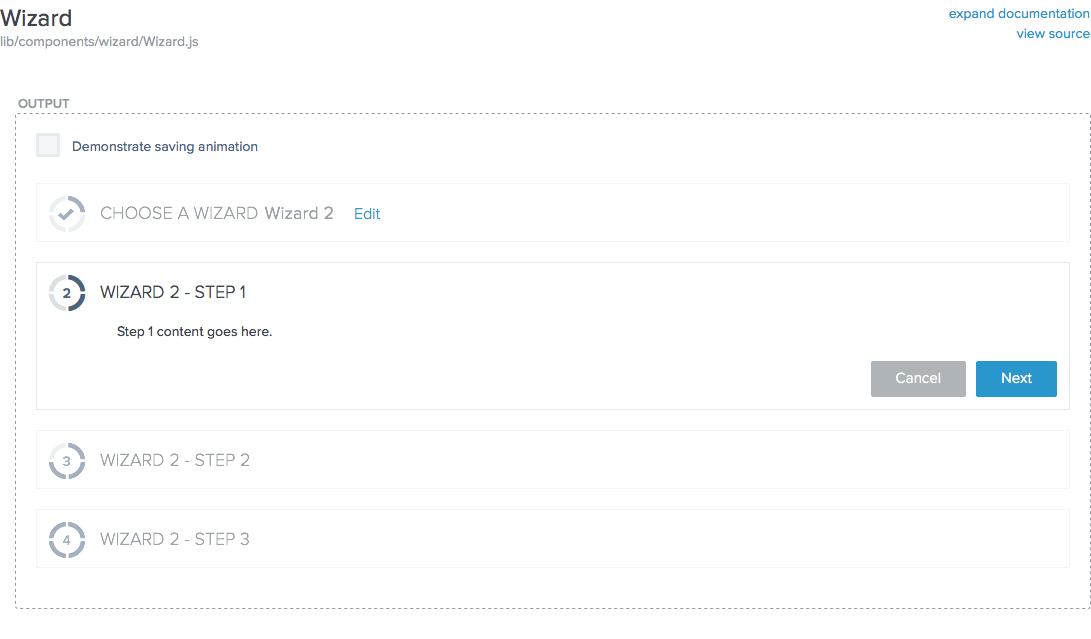 Wizard
expand documentation
lib/components/wizard/Wizard.js
view source
OUTPUT
Demonstrate saving animation
CHOOSE A WIZARD Wizard 2 Edit
2 WIZARD 2 - STEP 1
Step 1 content goes here.
Cancel Next
3 WIZARD 2 - STEP 2
4 WIZARD 2 - STEP 3